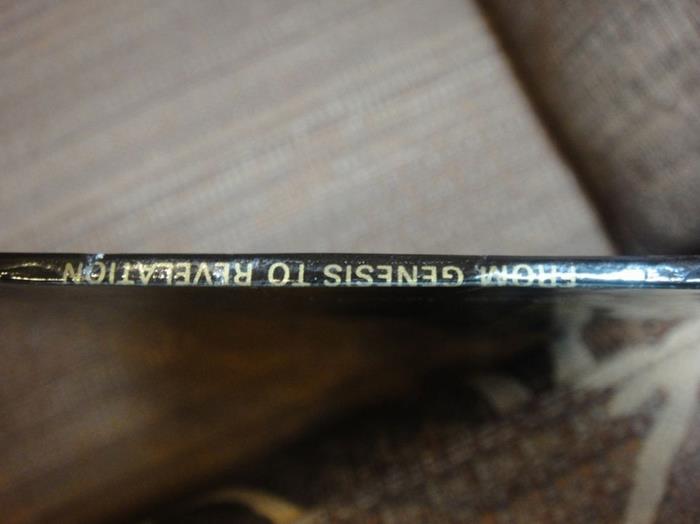 FROM GENESIS TO REVELATION